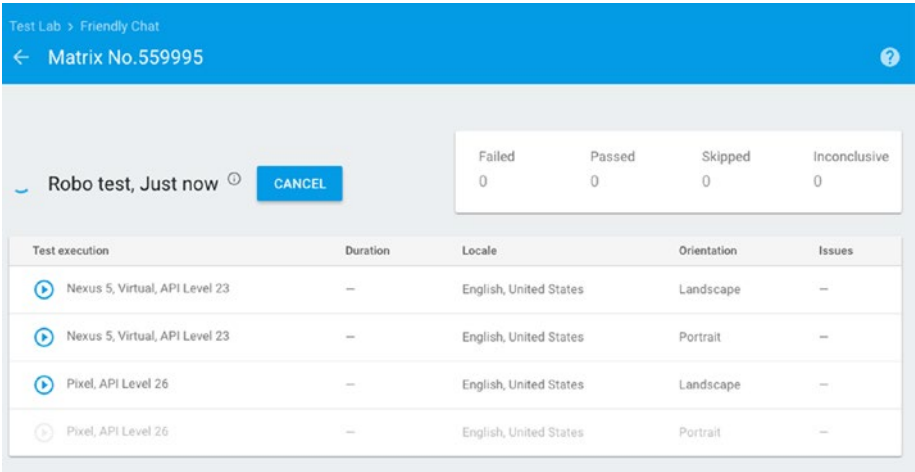 Test Lab > Friendly Chat
← Matrix No.559995
?
Robo test, Just now
CANCEL
Failed Passed Skipped Inconclusive
0 0 0 0
Test execution Duration Locale Orientation Issues
Nexus 5, Virtual, API Level 23 — English, United States Landscape —
Nexus 5, Virtual, API Level 23 — English, United States Portrait —
Pixel, API Level 26 — English, United States Landscape —
Pixel, API Level 26 — English, United States Portrait —